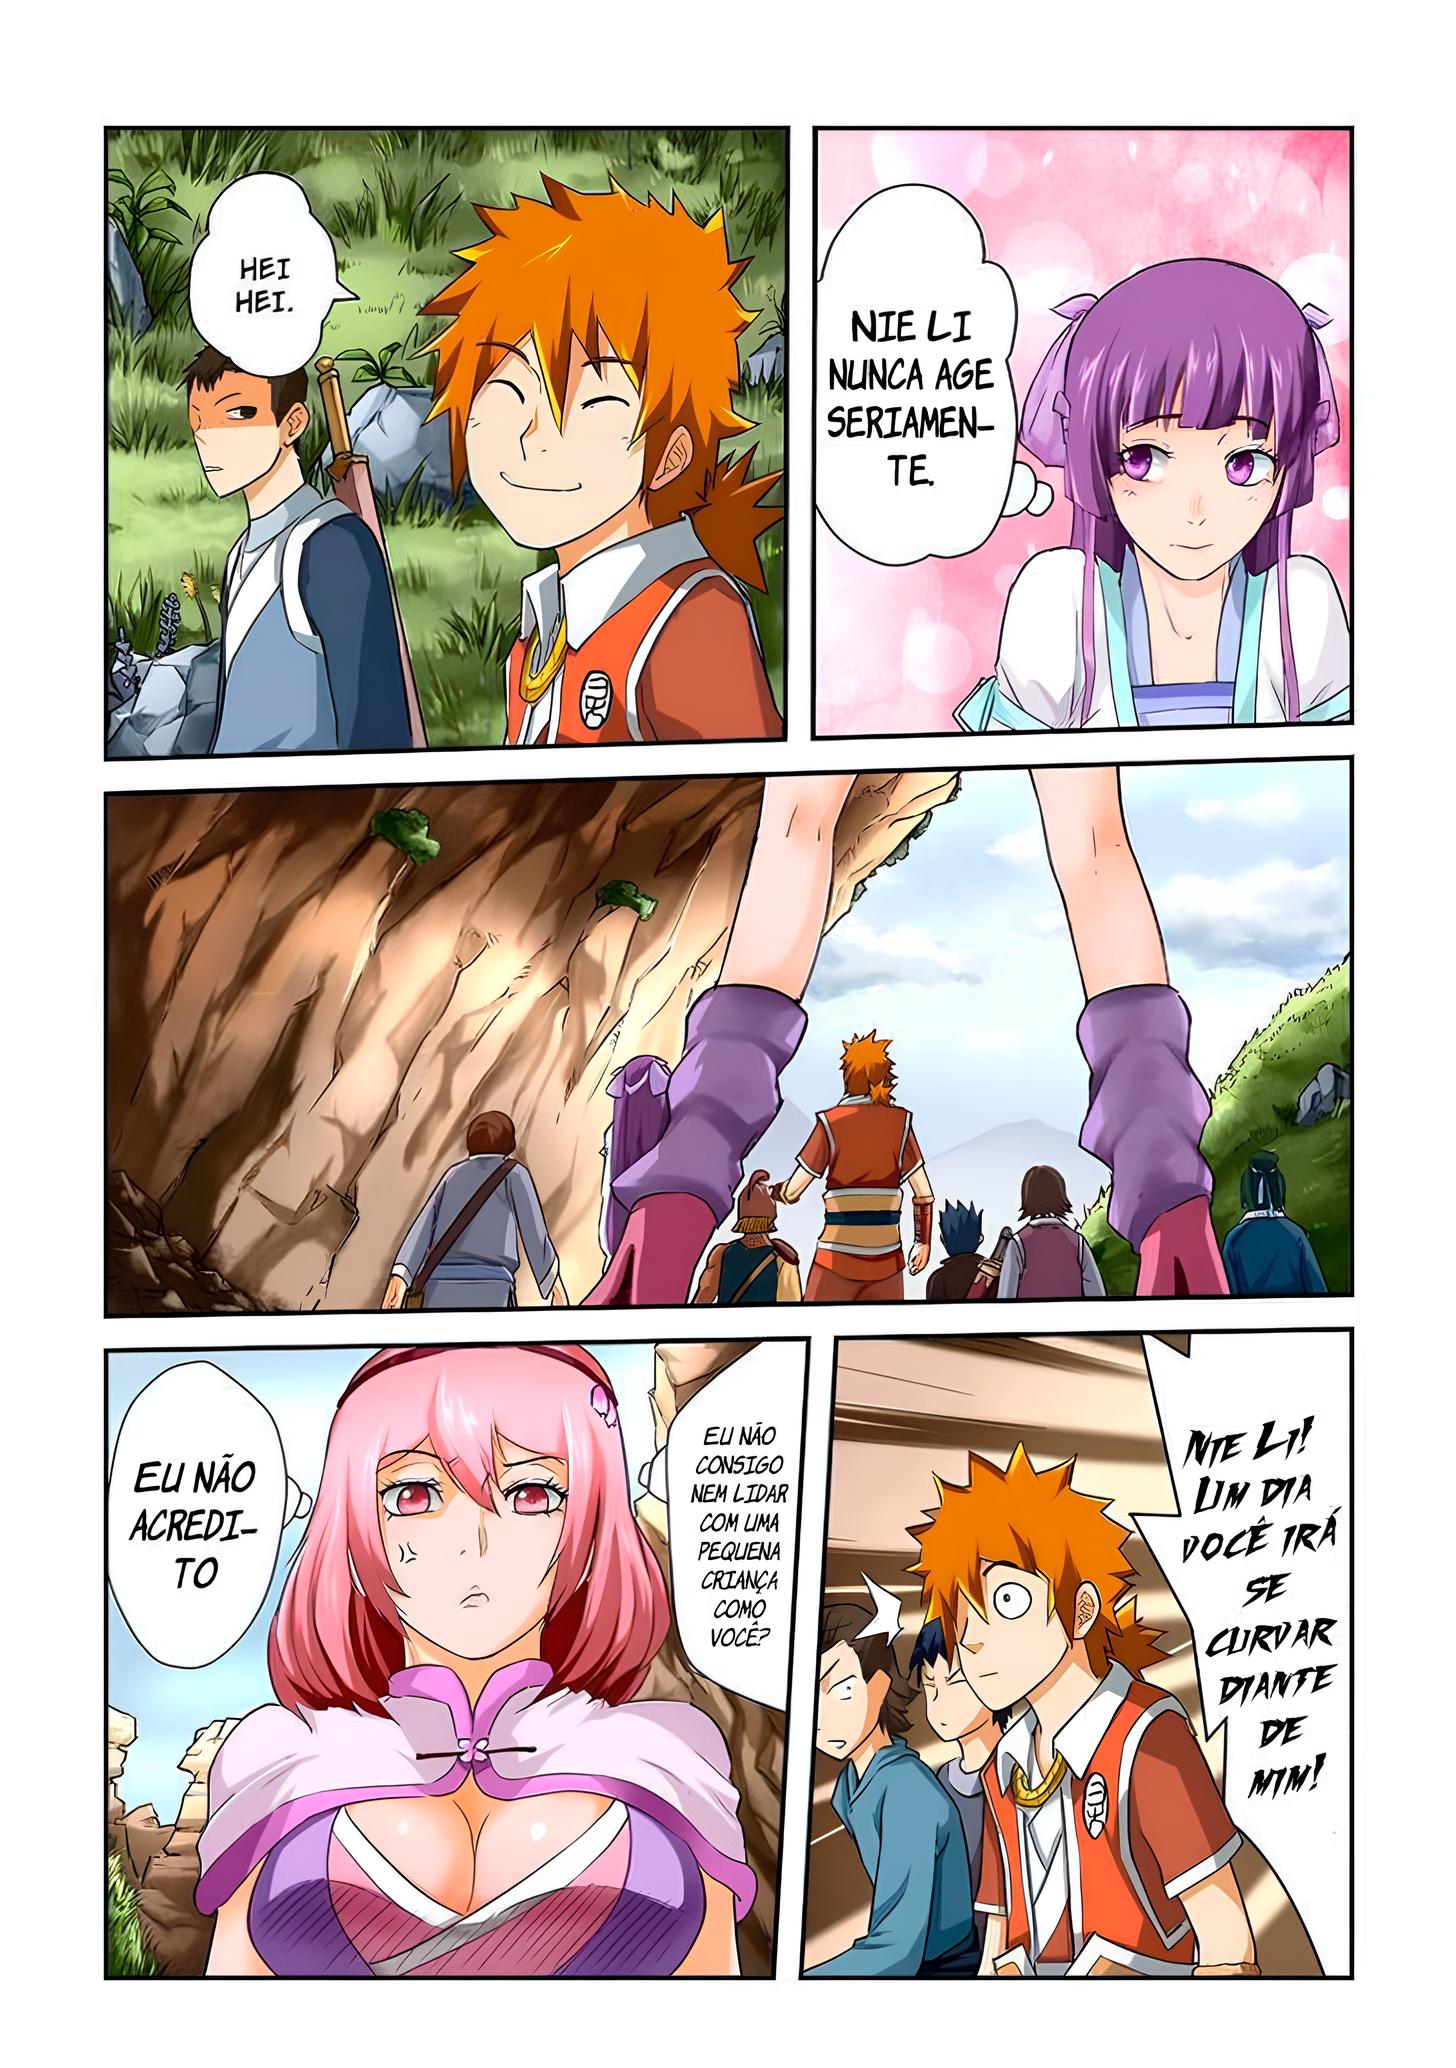 HEI
HEI.
NIE LI
NUNCA AGE
SERIAMEN-
TE.
EU NÃO
ACREDI-
TO
EU NÃO
CONSIGO
NEM LIDAR
COM UMA
PEQUENA
CRIANÇA
COMO
VOCÊ?
NIE LI!
UM DIA
VOCÊ IRÁ
SE
CURVAR
DIANTE
DE
MIM!